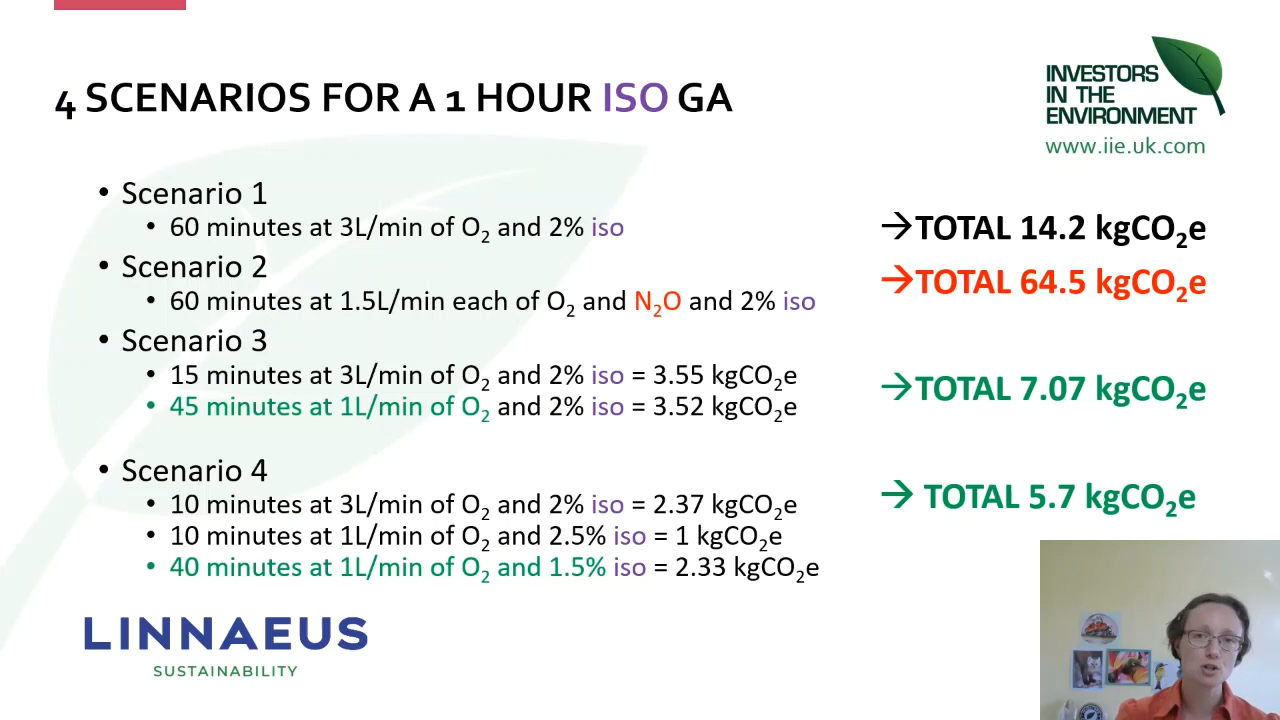 4 SCENARIOS FOR A 1 HOUR ISO GA
INVESTORS
IN THE
ENVIRONMENT
www.iie.uk.com
• Scenario 1
• 60 minutes at 3L/min of O₂ and 2% iso
→TOTAL 14.2 kgCO₂e
• Scenario 2
• 60 minutes at 1.5L/min each of O₂ and N₂O and 2% iso
→TOTAL 64.5 kgCO₂e
• Scenario 3
• 15 minutes at 3L/min of O₂ and 2% iso = 3.55 kgCO₂e
• 45 minutes at 1L/min of O₂ and 2% iso = 3.52 kgCO₂e
→TOTAL 7.07 kgCO₂e
• Scenario 4
• 10 minutes at 3L/min of O₂ and 2% iso = 2.37 kgCO₂e
• 10 minutes at 1L/min of O₂ and 2.5% iso = 1 kgCO₂e
• 40 minutes at 1L/min of O₂ and 1.5% iso = 2.33 kgCO₂e
→ TOTAL 5.7 kgCO₂e
LINNAEUS
SUSTAINABILITY